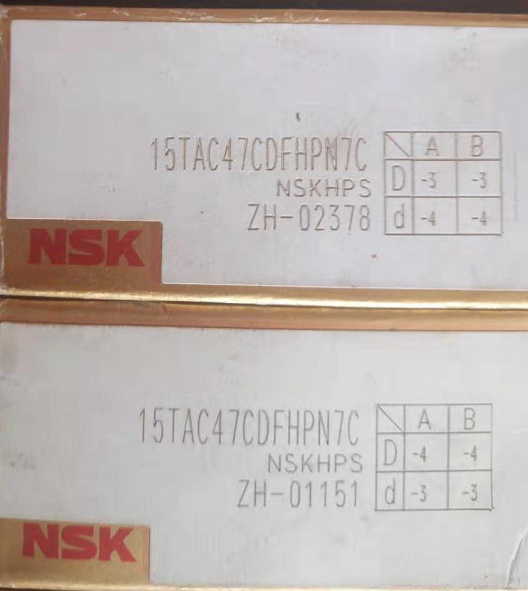 15TAC47CDFHPN7C
NSKHPS
ZH-02378
A B
D -3 -3
d -4 -4
NSK
15TAC47CDFHPN7C
NSKHPS
ZH-01151
A B
D -4 -4
d -3 -3
NSK